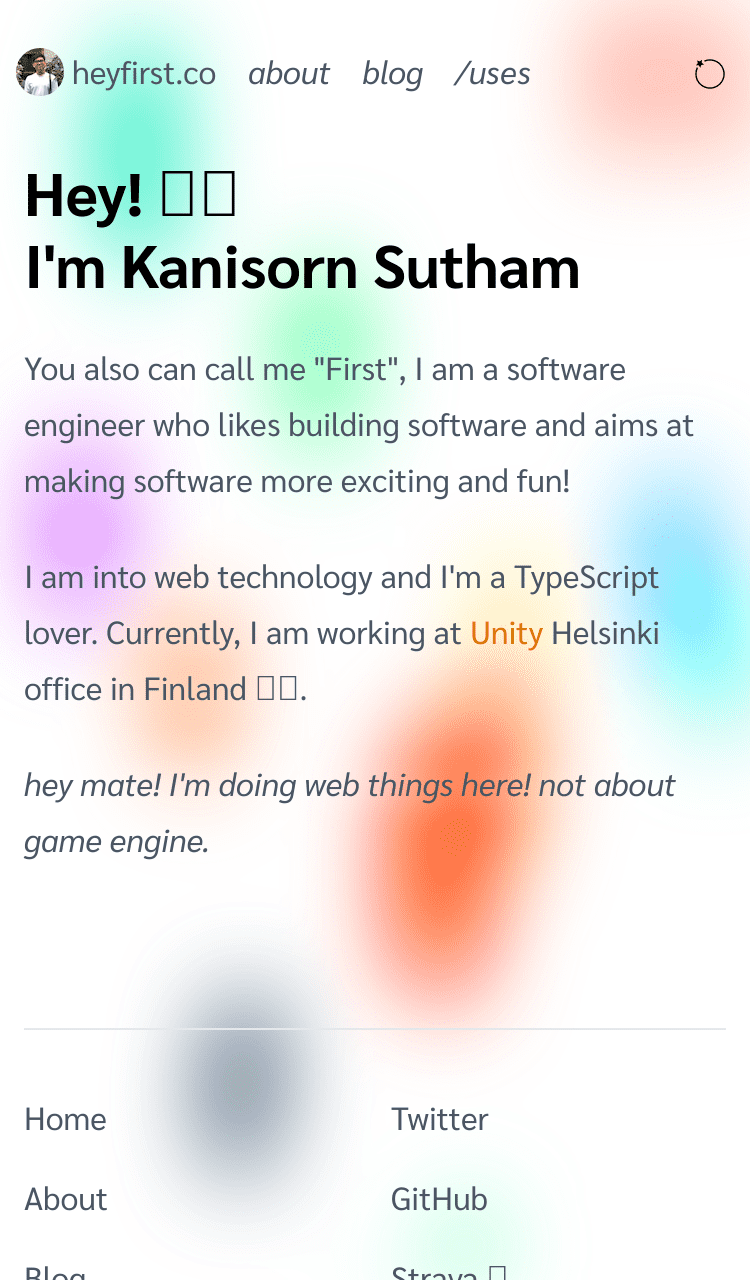 heyfirst.co about blog /uses
Hey!
I'm Kanisorn Sutham
You also can call me "First", I am a software
engineer who likes building software and aims at
making software more exciting and fun!
I am into web technology and I'm a TypeScript
lover. Currently, I am working at Unity Helsinki
office in Finland .
hey mate! I'm doing web things here! not about
game engine.
Home
Twitter
About
GitHub
Blog
Strava